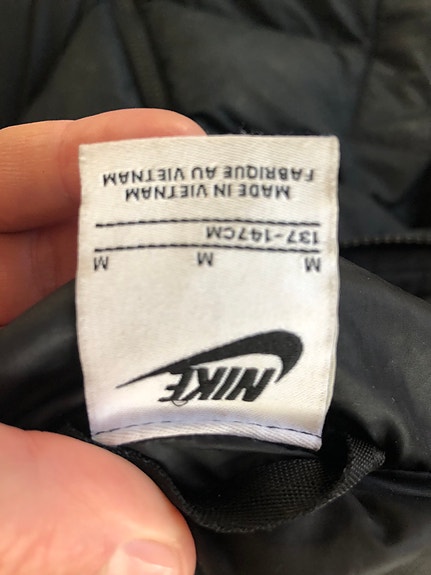 NIKE
M M M
137-147CM
MADE IN VIETNAM
FABRIQUE AU VIETNAM